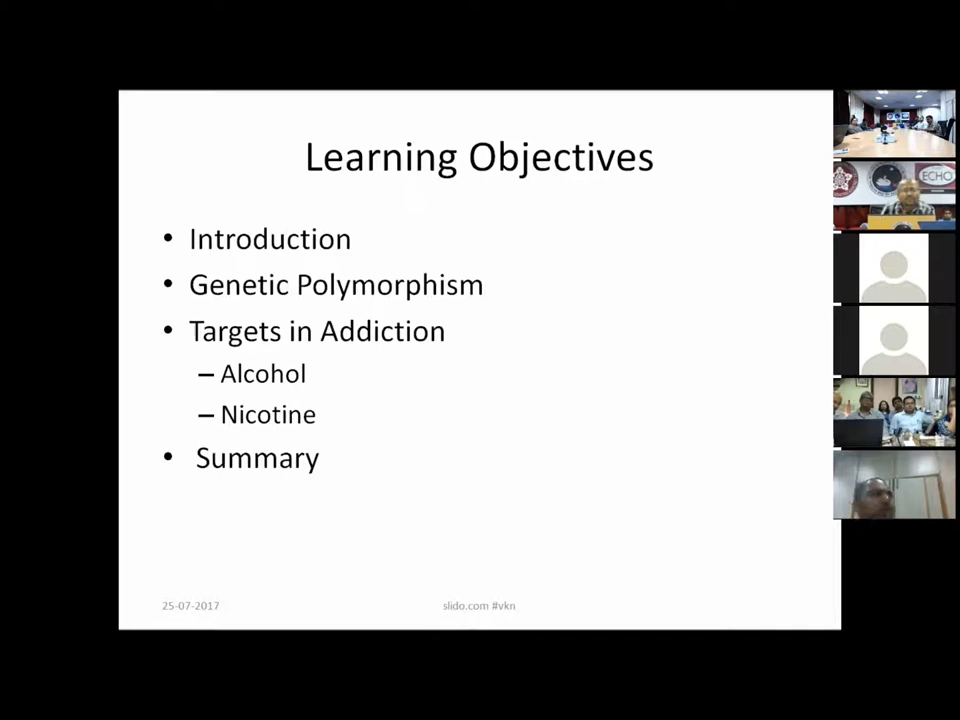 Learning Objectives
• Introduction
• Genetic Polymorphism
• Targets in Addiction
– Alcohol
– Nicotine
• Summary
25-07-2017
slido.com #vkn
ECHO